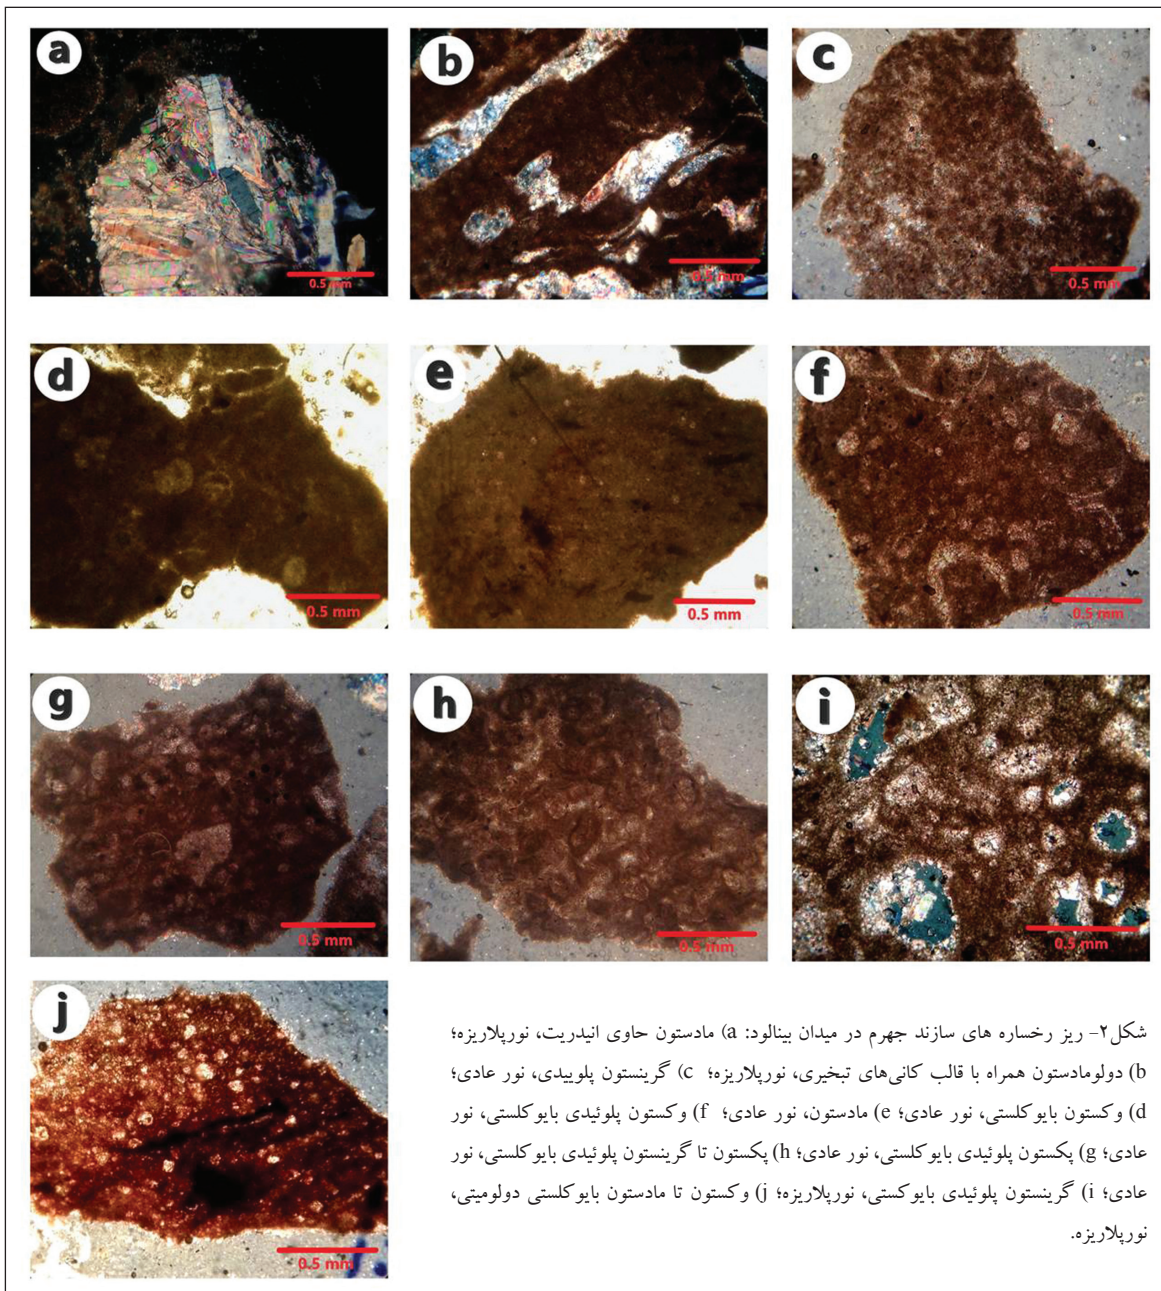 a
0.5 mm
b
0.5 mm
c
0.5 mm
d
0.5 mm
e
0.5 mm
f
0.5 mm
g
0.5 mm
h
0.5 mm
i
0.5 mm
j
0.5 mm
شکل۲- ریز رخساره های سازند جهرم در میدان بینالود: a) مادستون حاوی انیدریت، نورپلاریزه؛
b) دولومادستون همراه با قالب کانی‌های تبخیری، نورپلاریزه؛ c) گرینستون پلوییدی، نور عادی؛
d) وکستون بایوکلستی، نور عادی؛ e) مادستون، نور عادی؛ f) وکستون پلوئیدی بایوکلستی، نور
عادی؛ g) پکستون پلوئیدی بایوکلستی، نور عادی؛ h) پکستون تا گرینستون پلوئیدی بایوکلستی، نور
عادی؛ i) گرینستون پلوئیدی بایوکستی، نورپلاریزه؛ j) وکستون تا مادستون بایوکلستی دولومیتی،
نورپلاریزه.